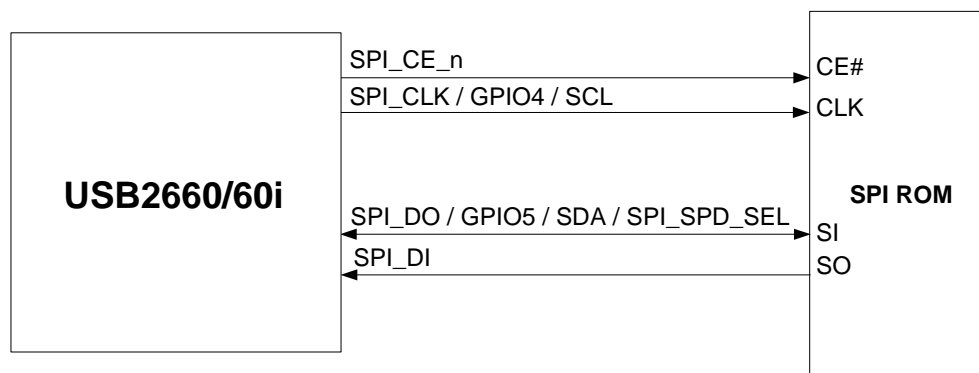 SPI_CE_n
CE#
SPI_CLK / GPIO4 / SCL
CLK
USB2660/60i
SPI ROM
SPI_DO / GPIO5 / SDA / SPI_SPD_SEL
SI
SPI_DI
SO